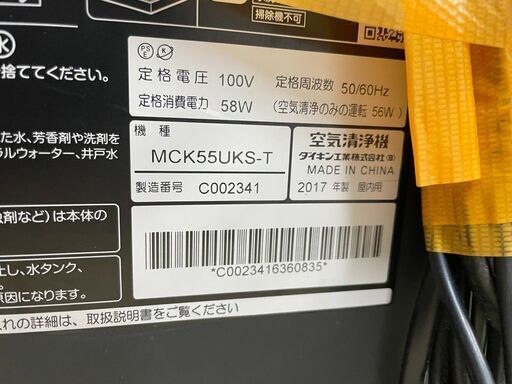 掃除機不可
捨ててください。
PS
E
定格電圧 100V 定格周波数 50/60Hz
定格消費電力 58W (空気清浄のみの運転 56W)
た水、芳香剤や洗剤を
ラルウォーター、井戸水
機種
MCK55UKS-T
製造番号 C002341
空気清浄機
ダイキン工業株式会社
MADE IN CHINA
2017 年製 屋内用
剤など)は本体の
*C0023416360835*
し、水タンク、
原因になります。
れの詳細は、取扱説明書をご覧ください